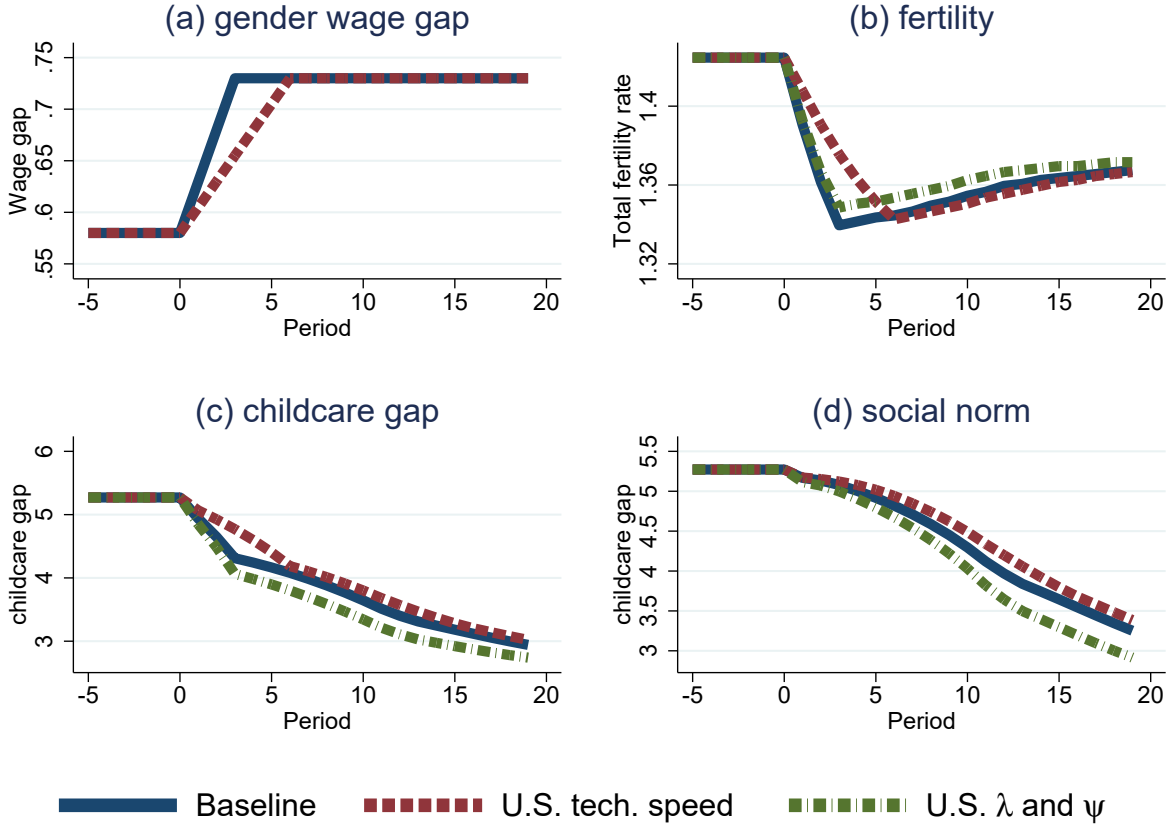 (a) gender wage gap
Wage gap
.55 .6 .65 .7 .75
-5 0 5 10 15 20
Period
(b) fertility
Total fertility rate
1.32 1.36 1.4
-5 0 5 10 15 20
Period
(c) childcare gap
childcare gap
3 4 5 6
-5 0 5 10 15 20
Period
(d) social norm
childcare gap
3 3.5 4 4.5 5 5.5
-5 0 5 10 15 20
Period
Baseline U.S. tech. speed U.S. λ and ψ